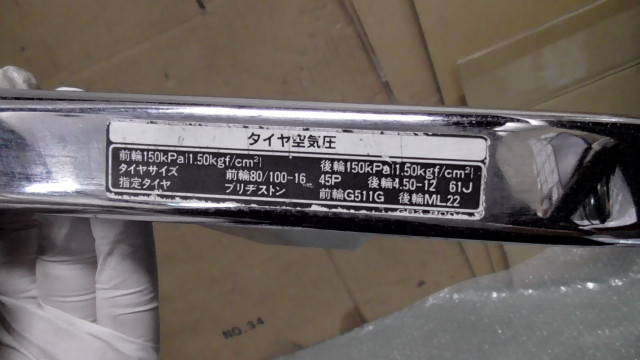 タイヤ空気圧
前輪150kPa{1.50kgf/cm²} 後輪150kPa{1.50kgf/cm²}
タイヤサイズ 前輪80/100-16 45P 後輪4.50-12 61J
指定タイヤ ブリヂストン 前輪G511G 後輪ML22
NO.34